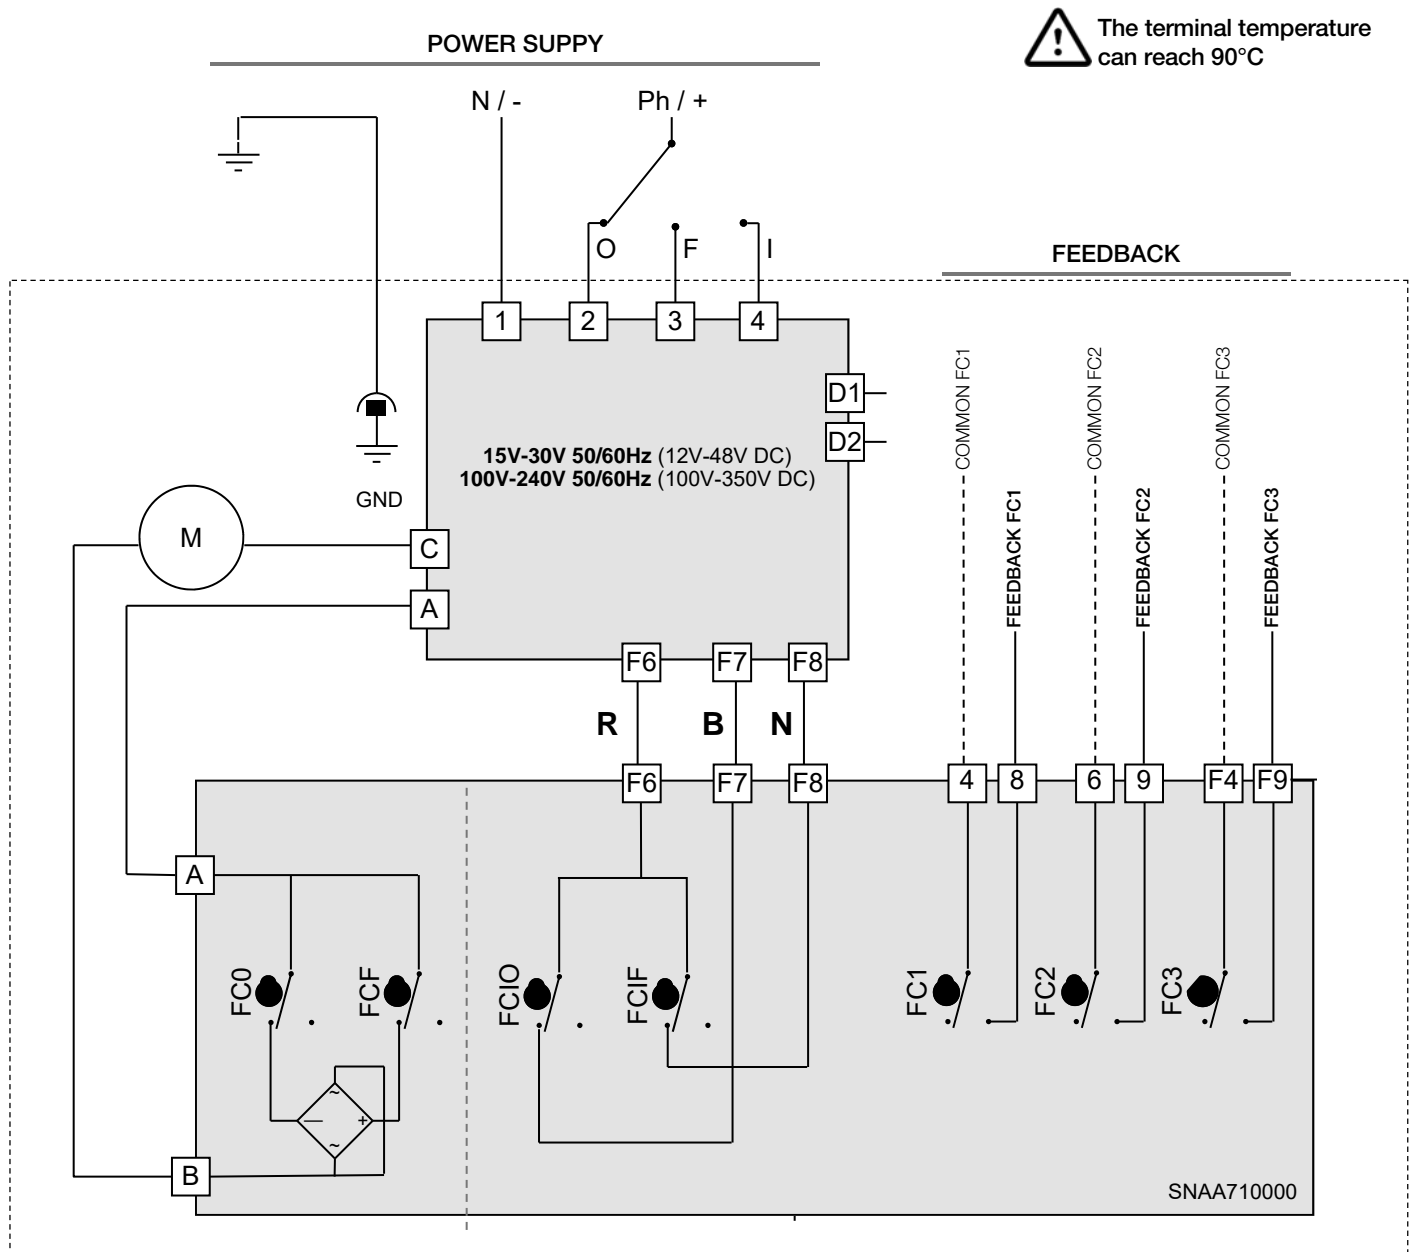 The terminal temperature
can reach 90°C
POWER SUPPY
N / -
Ph / +
O
F
I
FEEDBACK
1
2
3
4
D1
D2
15V-30V 50/60Hz (12V-48V DC)
100V-240V 50/60Hz (100V-350V DC)
GND
M
C
A
COMMON FC1
COMMON FC2
COMMON FC3
FEEDBACK FC1
FEEDBACK FC2
FEEDBACK FC3
F6
F7
F8
R
B
N
F6
F7
F8
4
8
6
9
F4
F9
A
FC0
FCF
FCIO
FCIF
FC1
FC2
FC3
~
—
+
~
B
SNAA710000